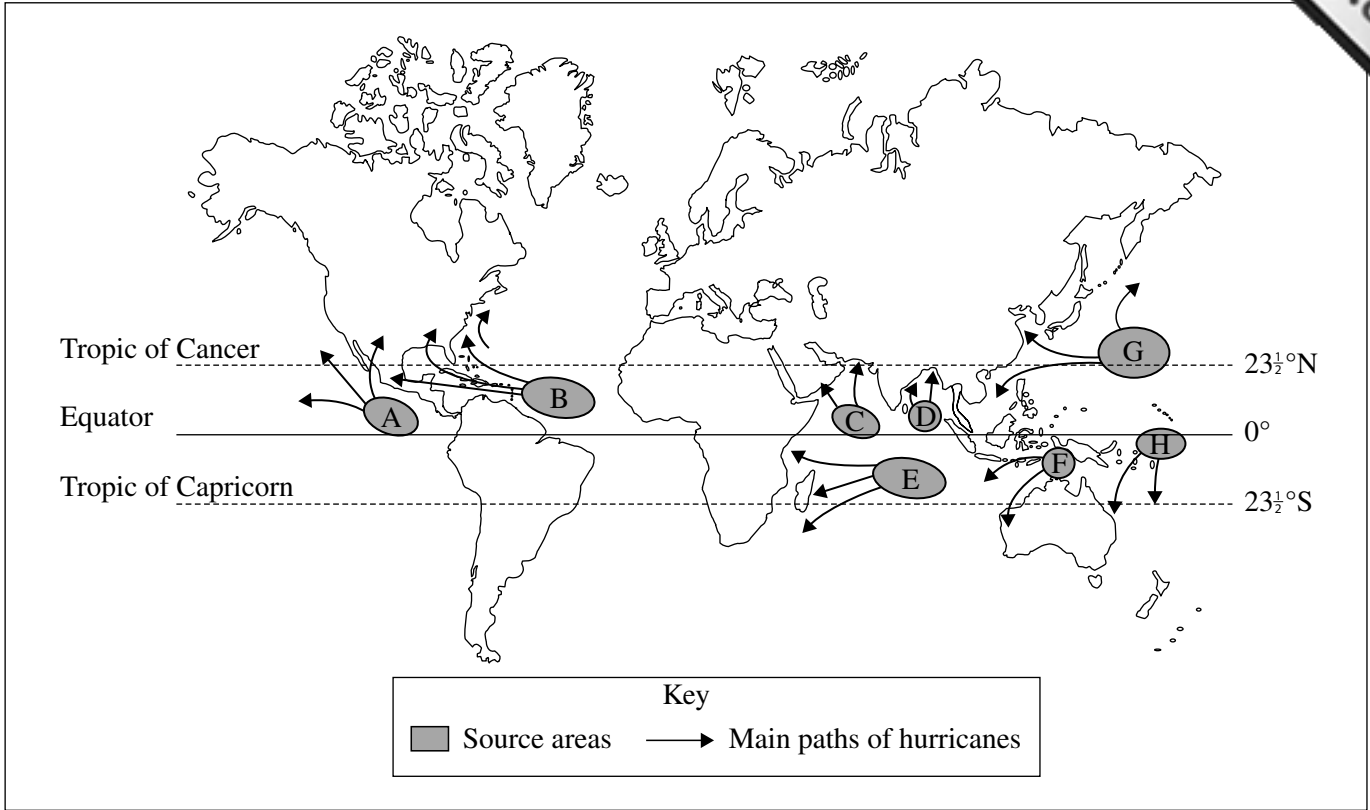 Tropic of Cancer
23½°N
Equator
0°
Tropic of Capricorn
23½°S
A
B
C
D
E
F
G
H
Key
Source areas
Main paths of hurricanes